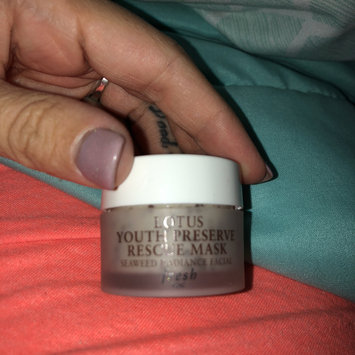 LOTUS
YOUTH PRESERVE
RESCUE MASK
SEAWEED RADIANCE FACIAL
fresh